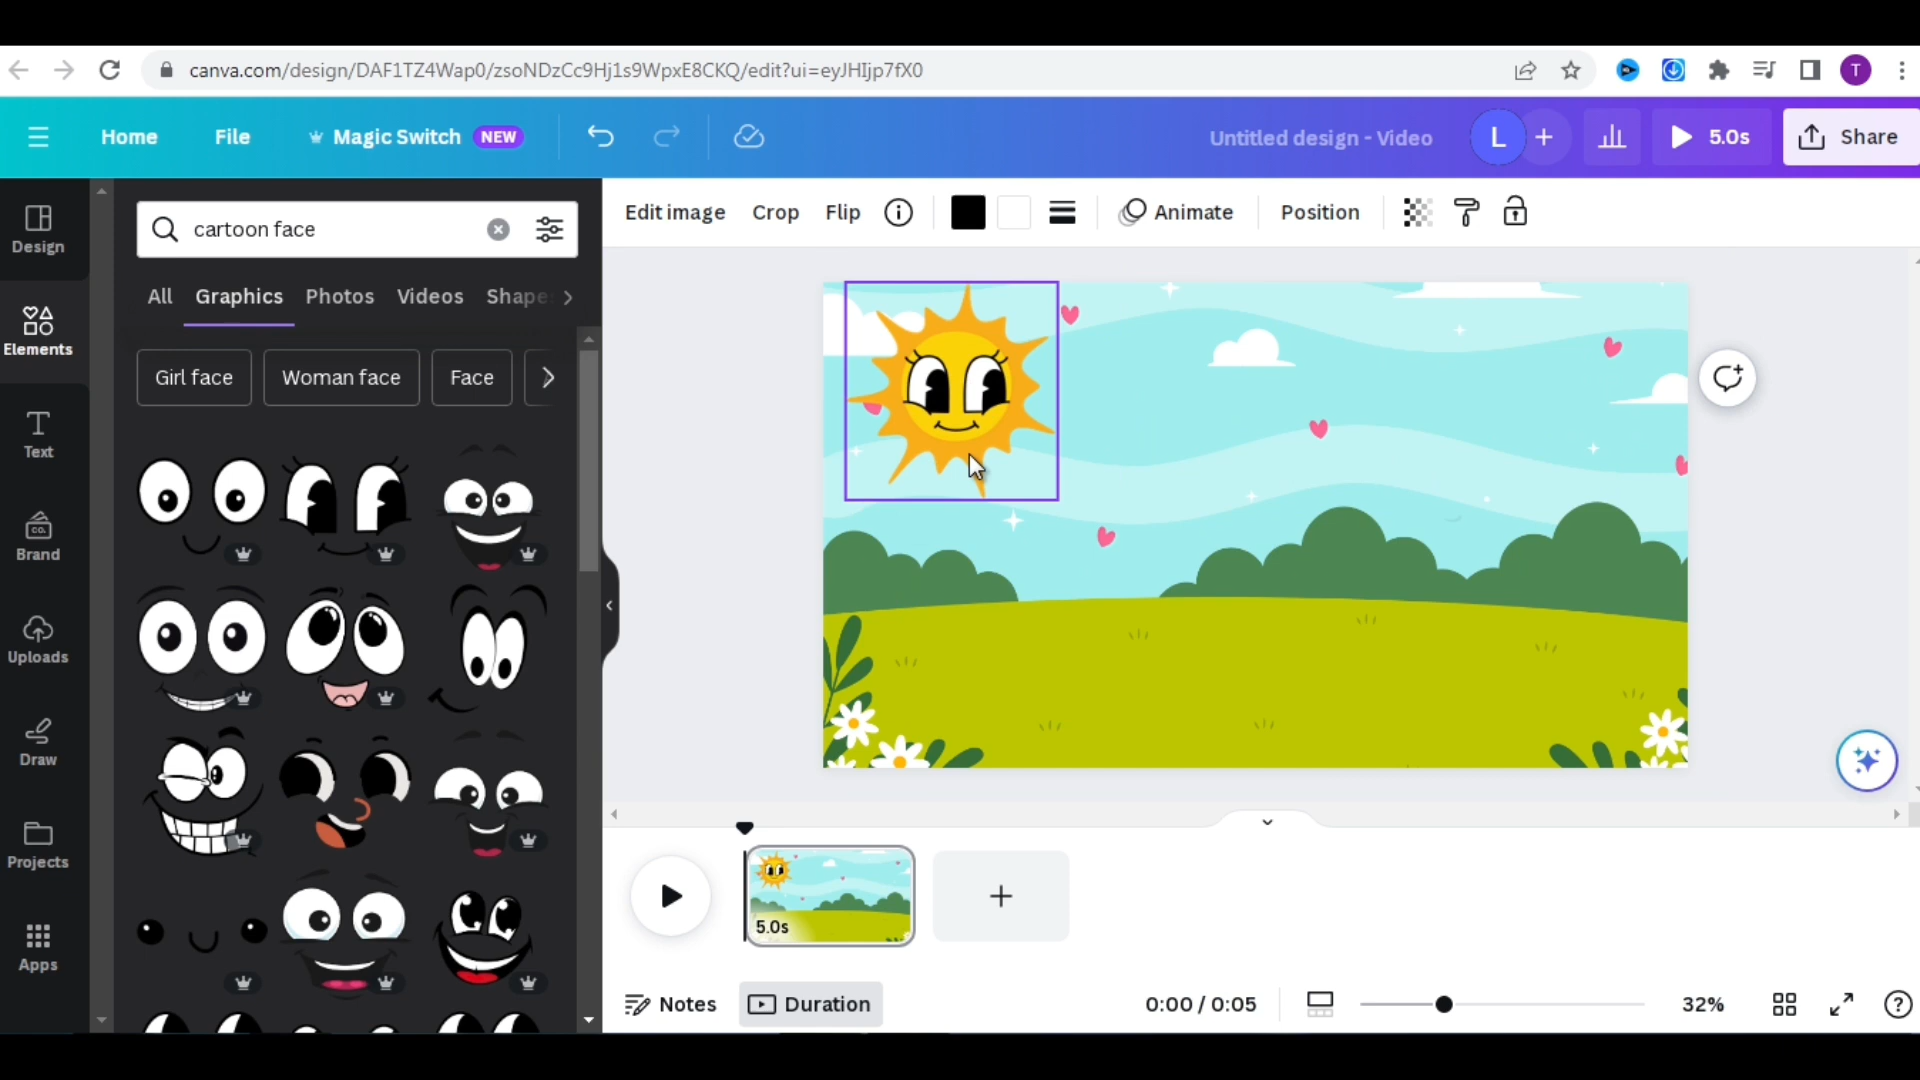 canva.com/design/DAF1TZ4Wap0/zsoNDzCc9Hj1s9WpxE8CKQ/edit?ui=eyJHIjp7fX0
T
Home File Magic Switch NEW Untitled design - Video L + 5.0s Share
Design
Elements
Text
Brand
Uploads
Draw
Projects
Apps
cartoon face
All Graphics Photos Videos Shape
Girl face Woman face Face
Edit image Crop Flip Animate Position
CO.
5.0s
Notes Duration 0:00 / 0:05 32%